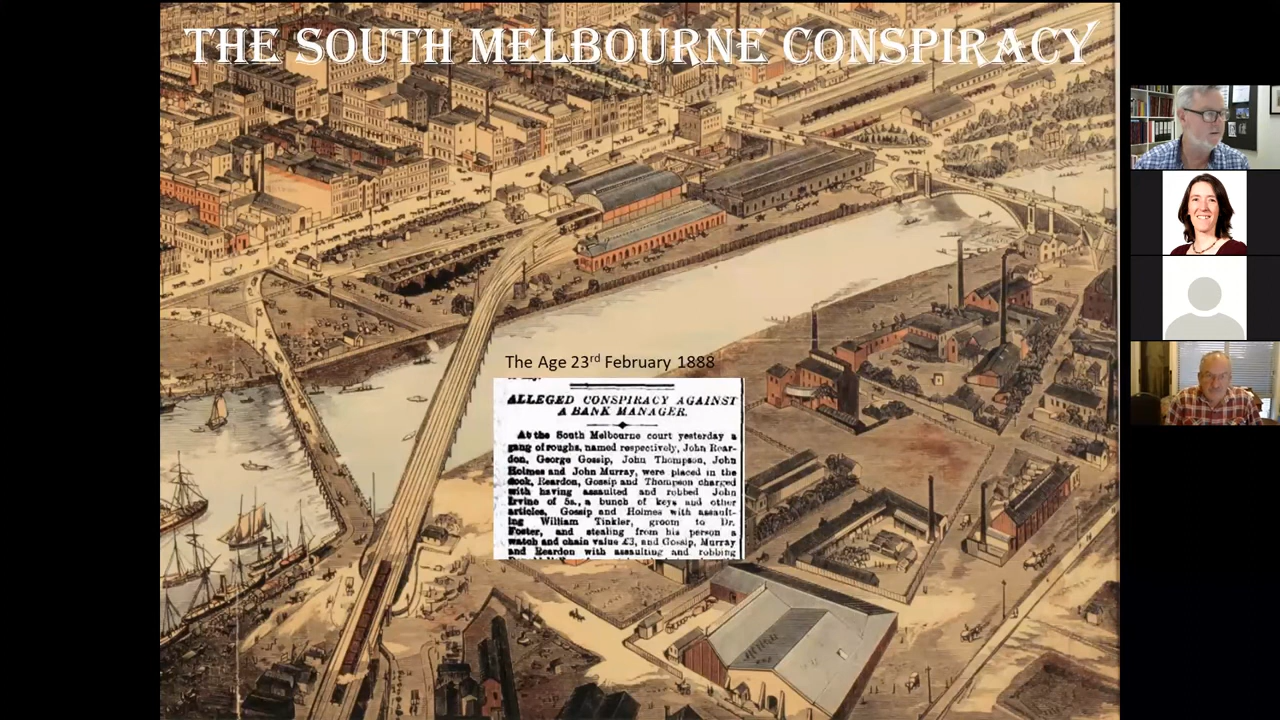 THE SOUTH MELBOURNE CONSPIRACY
The Age 23rd February 1888
ALLEGED CONSPIRACY AGAINST
A BANK MANAGER.
At the South Melbourne court yesterday a
gang of roughs, named respectively, John Rear-
don, George Gossip, John Thompson, John
Holmes and John Murray, were placed in the
dock, Reardon, Gossip and Thompson charged
with having assaulted and robbed John
Irvine of 5s., a bunch of keys and other
articles, Gossip and Holmes with assault-
ing William Tinkler, groom to Dr.
Foster, and stealing from his person a
watch and chain value £3, and Gossip, Murray
and Reardon with assaulting and robbing